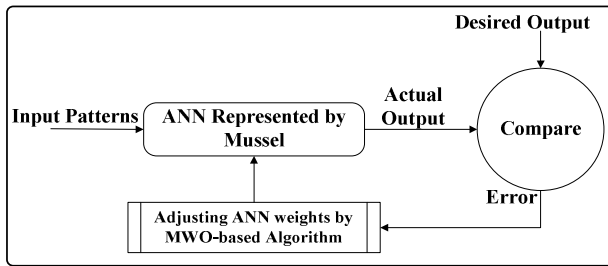 Desired Output
Input Patterns
ANN Represented by
Mussel
Actual
Output
Compare
Error
Adjusting ANN weights by
MWO-based Algorithm